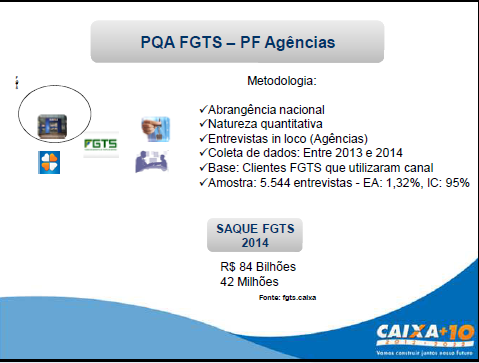 PQA FGTS – PF Agências
Metodologia:
✓Abrangência nacional
✓Natureza quantitativa
✓Entrevistas in loco (Agências)
✓Coleta de dados: Entre 2013 e 2014
✓Base: Clientes FGTS que utilizaram canal
✓Amostra: 5.544 entrevistas - EA: 1,32%, IC: 95%
FGTS
SAQUE FGTS
2014
R$ 84 Bilhões
42 Milhões
Fonte: fgts.caixa
CAIXA+10
2012-2022
Vamos construir juntos nosso futuro